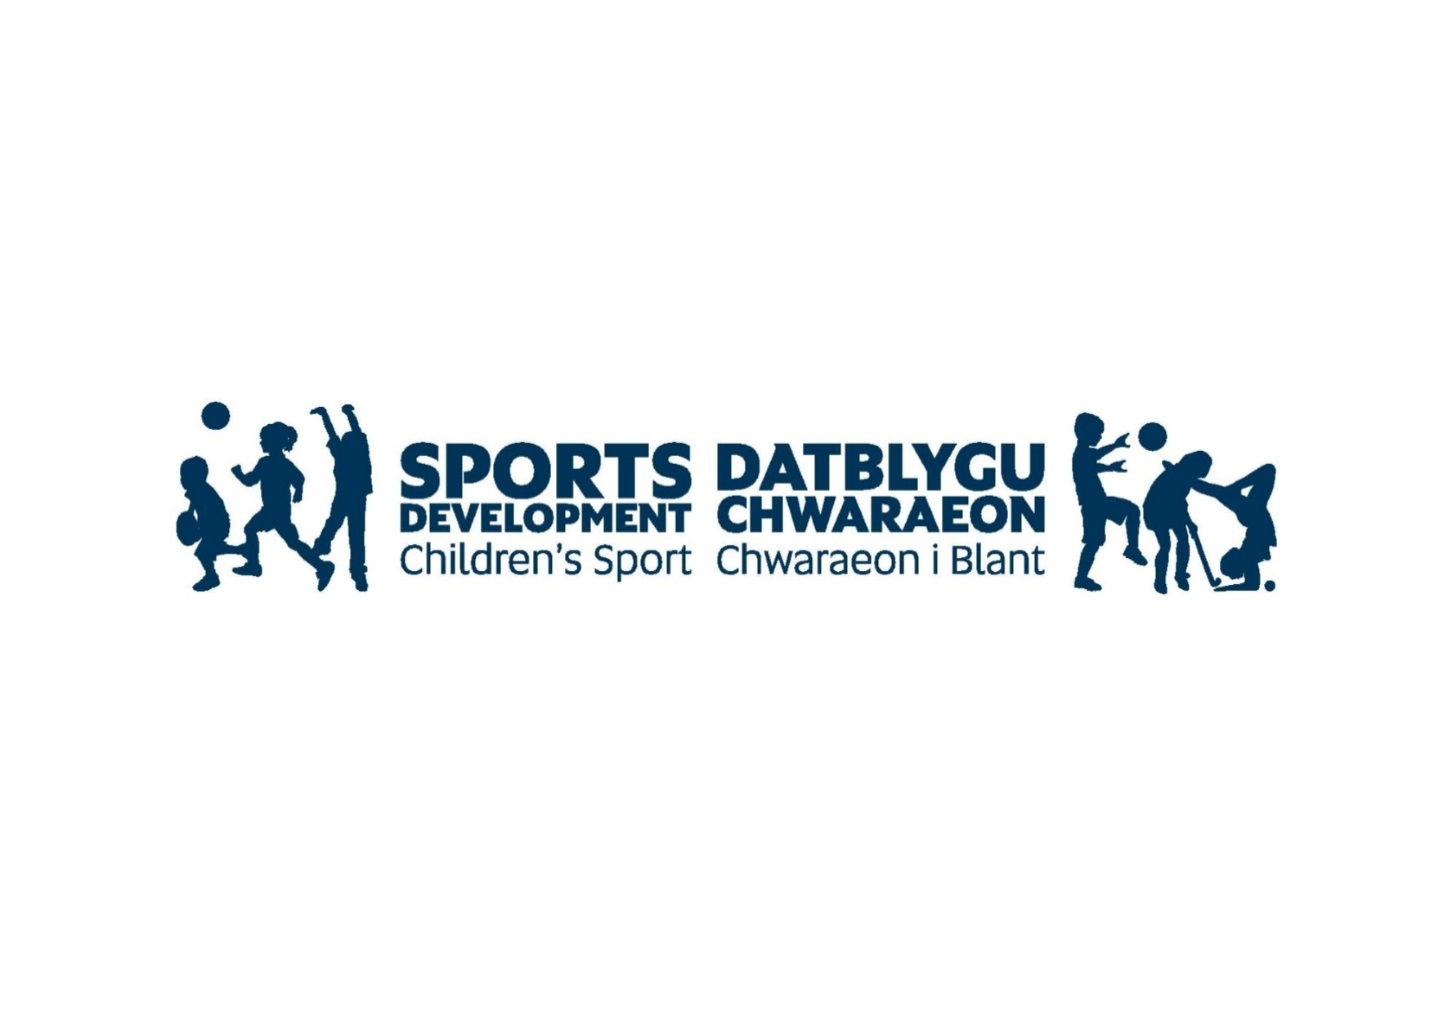 SPORTS
DEVELOPMENT
Children's Sport
DATBLYGU
CHWARAEON
Chwaraeon i Blant